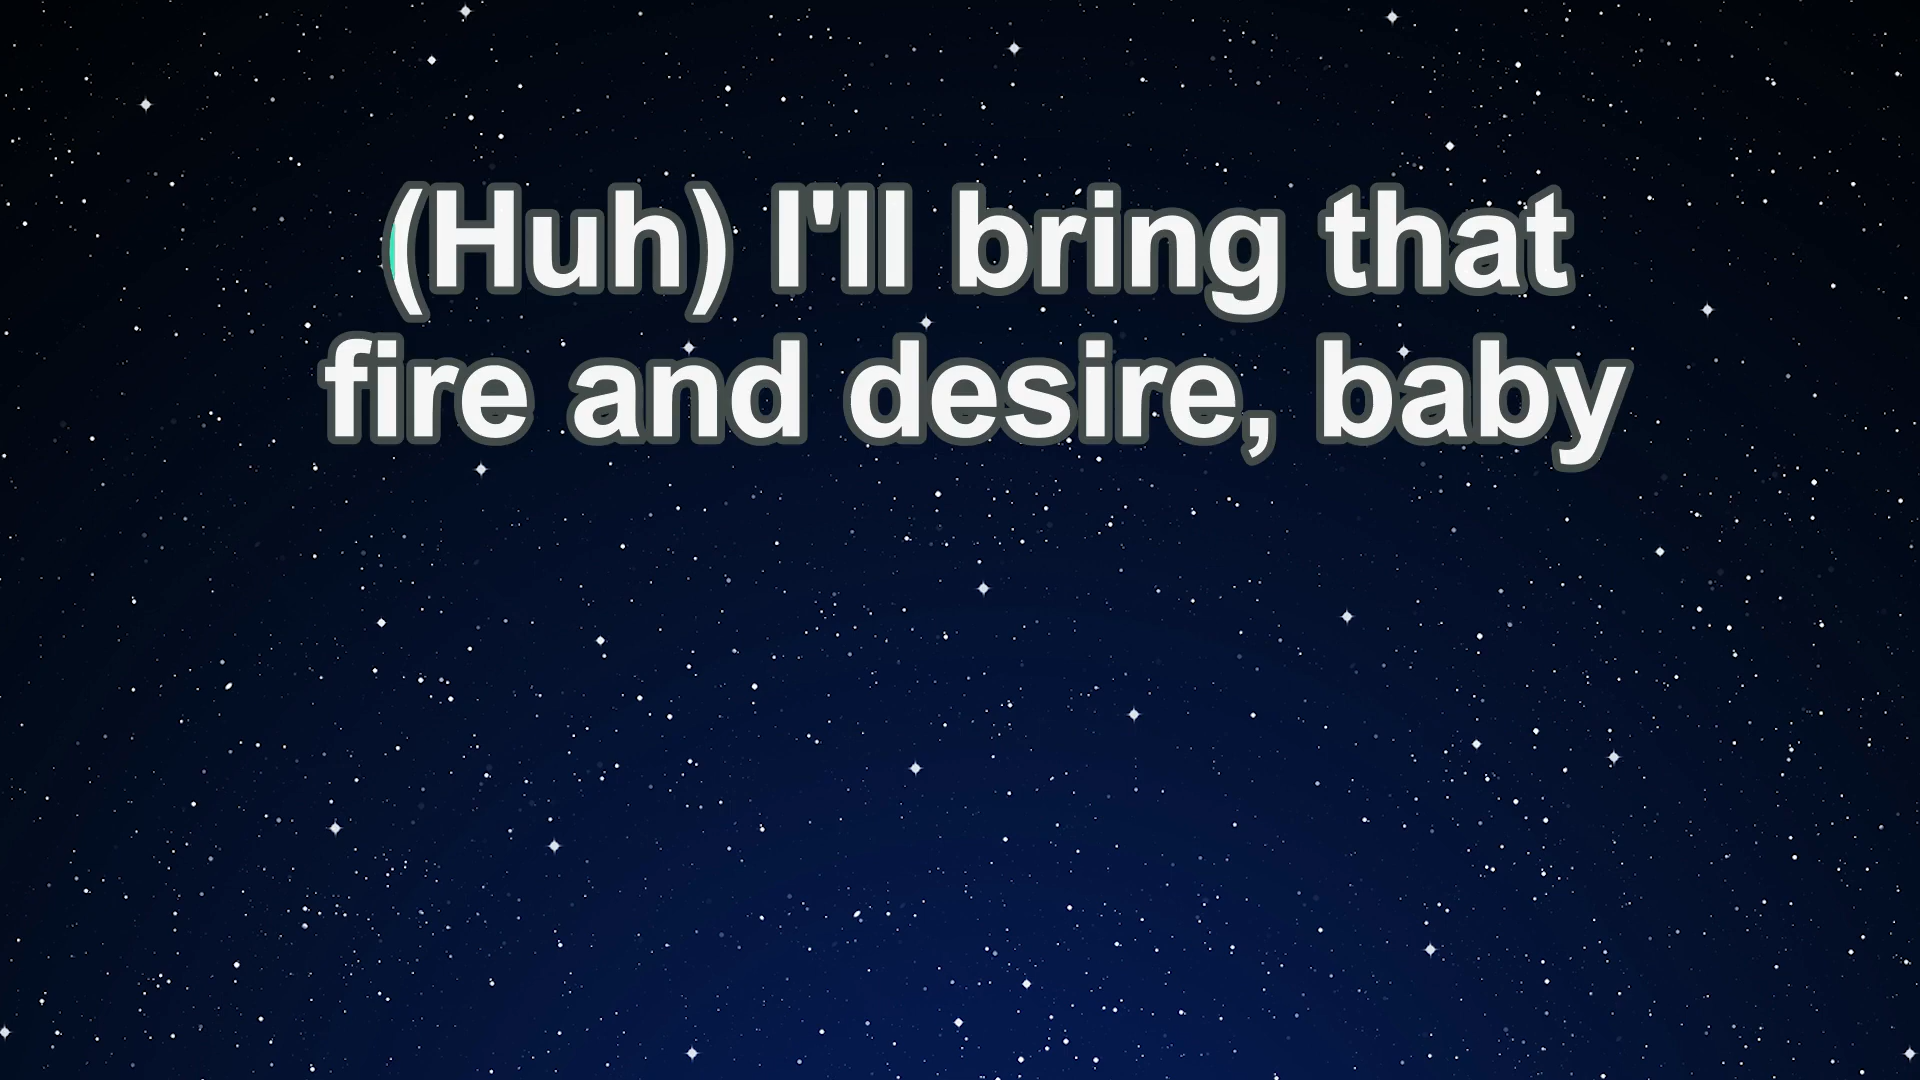 (Huh) I'll bring that
fire and desire, baby